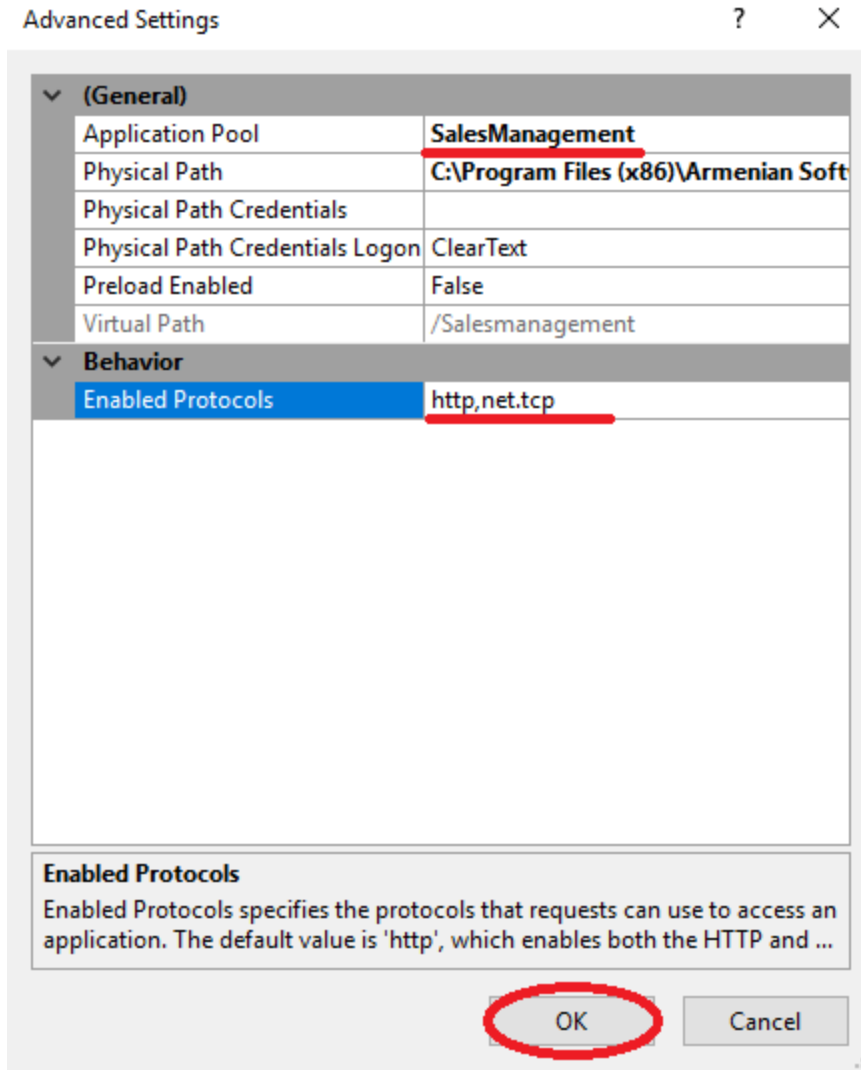 Advanced Settings ?
(General)
Application Pool SalesManagement
Physical Path C:\Program Files (x86)\Armenian Soft
Physical Path Credentials
Physical Path Credentials Logon ClearText
Preload Enabled False
Virtual Path /Salesmanagement
Behavior
Enabled Protocols http,net.tcp
Enabled Protocols
Enabled Protocols specifies the protocols that requests can use to access an
application. The default value is 'http', which enables both the HTTP and ...
OK Cancel